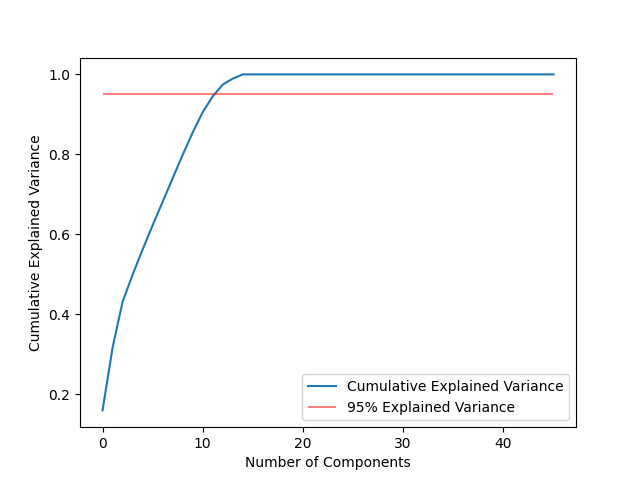 1.0
0.8
0.6
0.4
0.2
Cumulative Explained Variance
Cumulative Explained Variance
95% Explained Variance
0 10 20 30 40
Number of Components